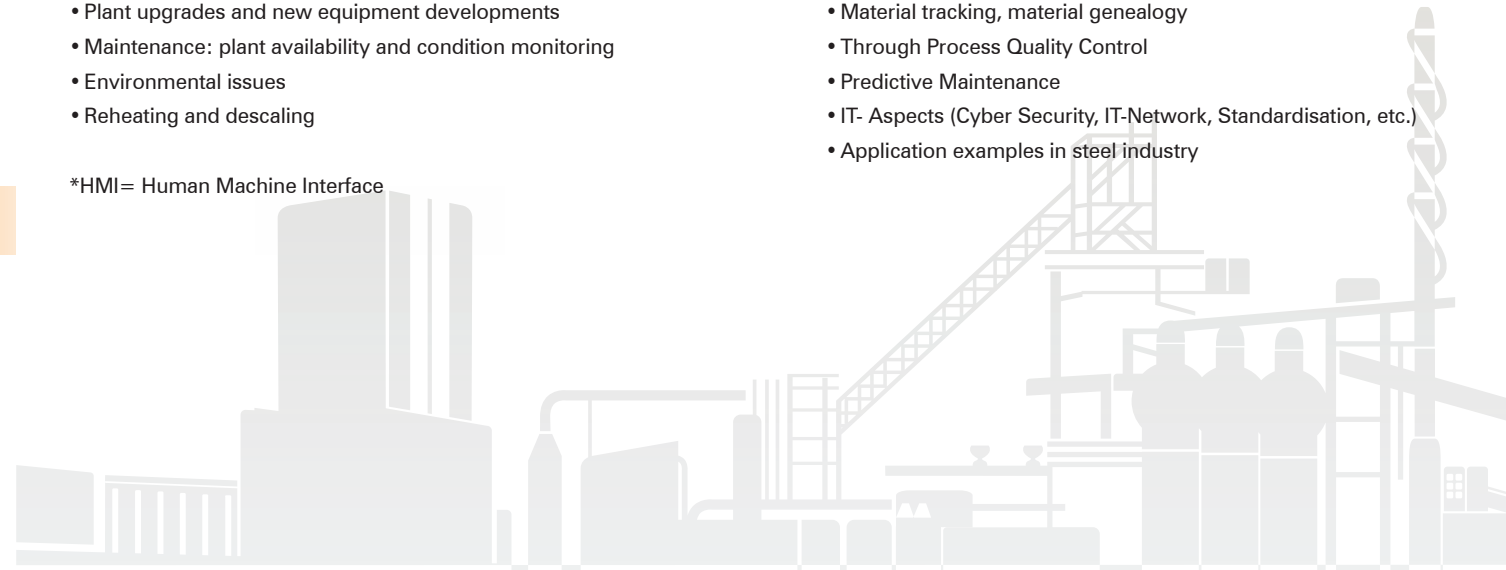 • Plant upgrades and new equipment developments
• Maintenance: plant availability and condition monitoring
• Environmental issues
• Reheating and descaling
*HMI= Human Machine Interface
• Material tracking, material genealogy
• Through Process Quality Control
• Predictive Maintenance
• IT- Aspects (Cyber Security, IT-Network, Standardisation, etc.)
• Application examples in steel industry